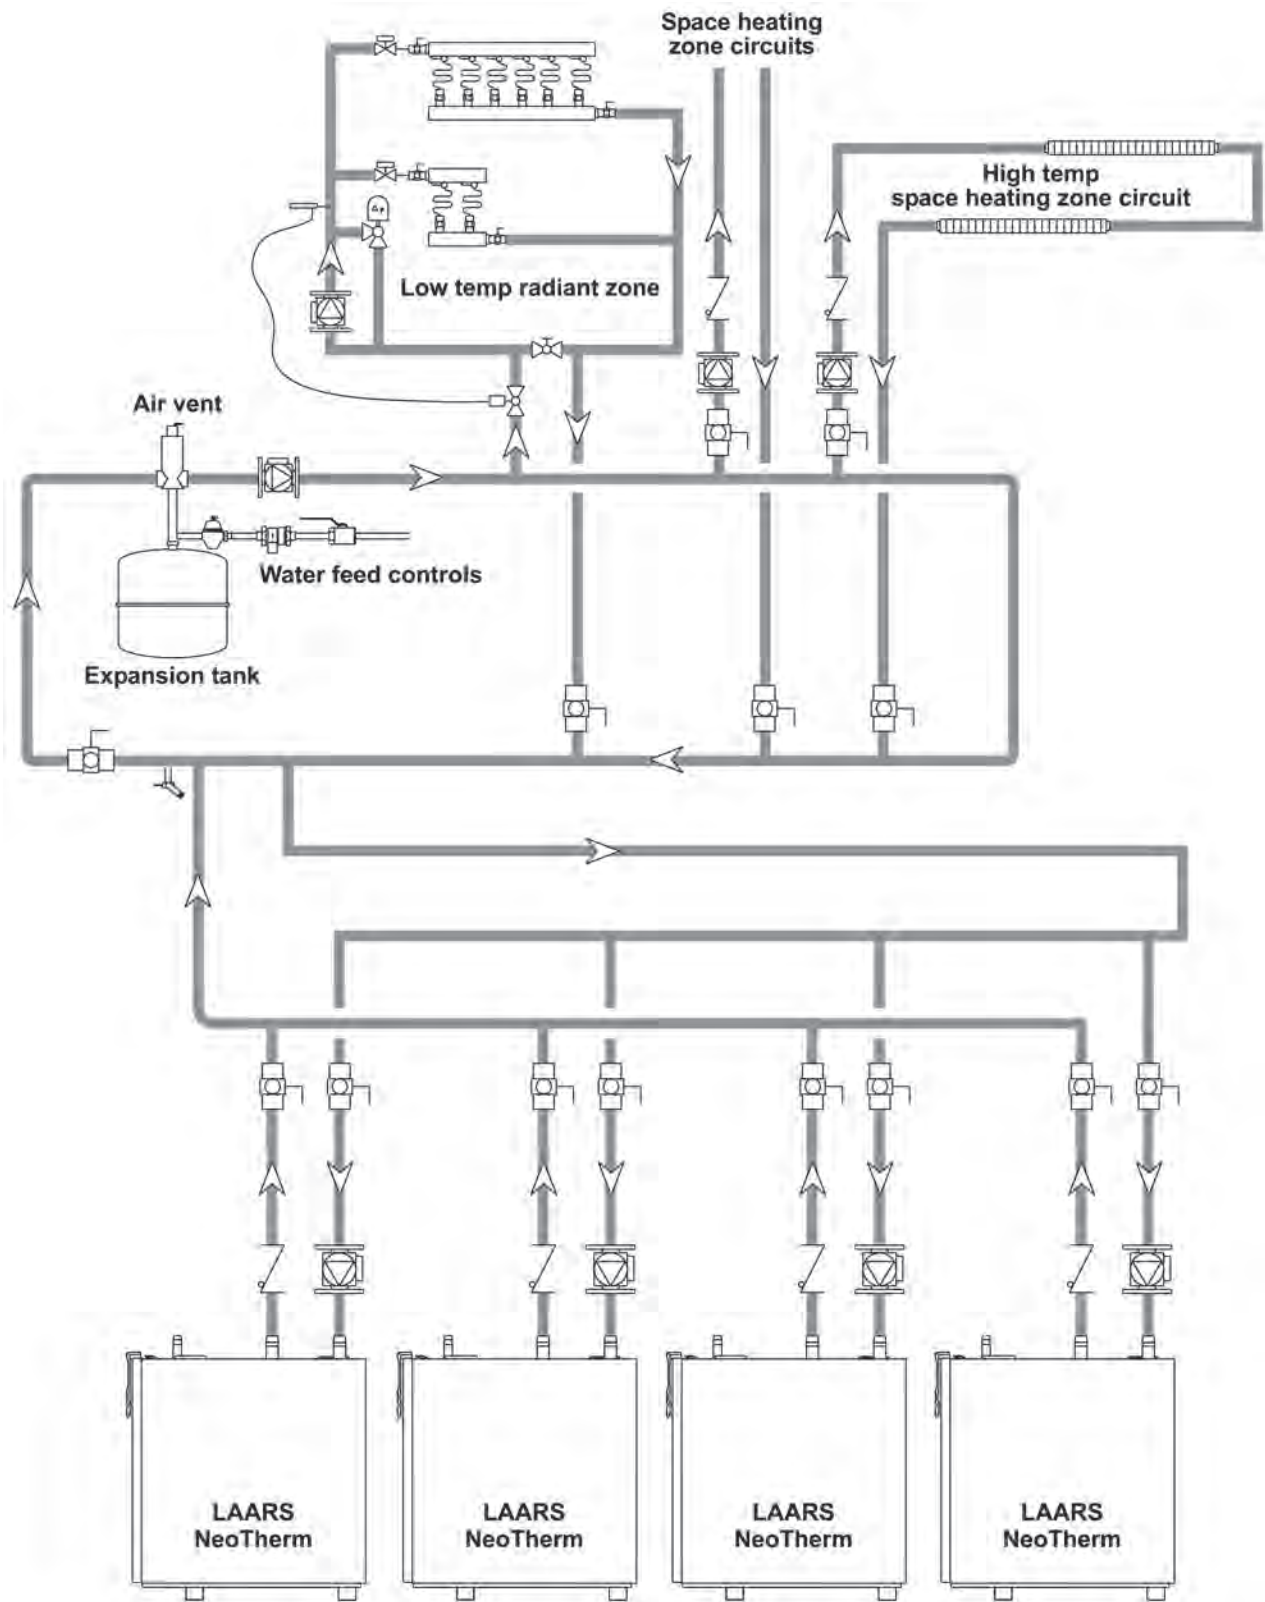 Space heating
zone circuits
High temp
space heating zone circuit
Δp
Low temp radiant zone
Air vent
Water feed controls
Expansion tank
LAARS
NeoTherm
LAARS
NeoTherm
LAARS
NeoTherm
LAARS
NeoTherm